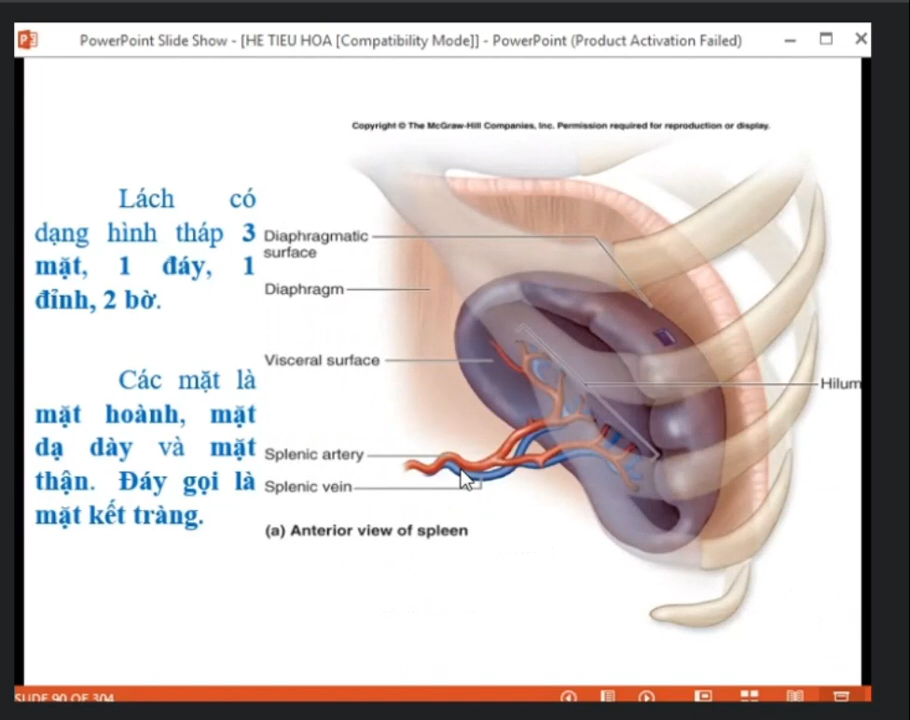 PowerPoint Slide Show - [HE TIEU HOA [Compatibility Mode]] - PowerPoint (Product Activation Failed)
Copyright © The McGraw-Hill Companies, Inc. Permission required for reproduction or display.
Lách có
dạng hình tháp 3
mặt, 1 đáy, 1
đỉnh, 2 bờ.
Các mặt là
mặt hoành, mặt
dạ dày và mặt
thận. Đáy gọi là
mặt kết tràng.
Diaphragmatic
surface
Diaphragm
Visceral surface
Hilum
Splenic artery
Splenic vein
(a) Anterior view of spleen
SLIDE 90 OF 304